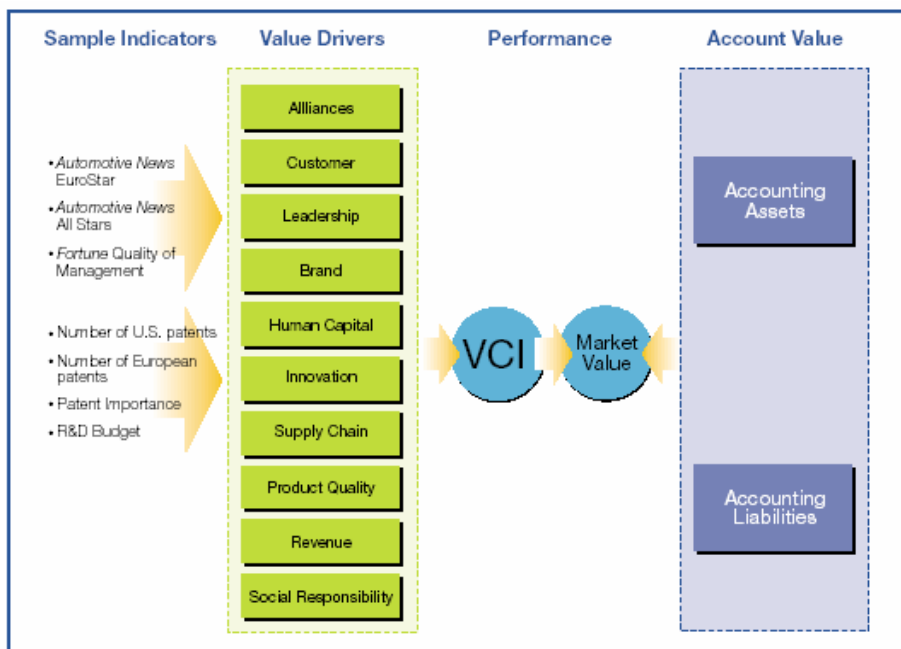 Sample Indicators
Value Drivers
Performance
Account Value
• Automotive News
EuroStar
• Automotive News
All Stars
• Fortune Quality of
Management
• Number of U.S. patents
• Number of European
patents
• Patent Importance
• R&D Budget
Allliances
Customer
Leadership
Brand
Human Capital
Innovation
Supply Chain
Product Quality
Revenue
Social Responsibility
VCI
Market
Value
Accounting
Assets
Accounting
Liabilities